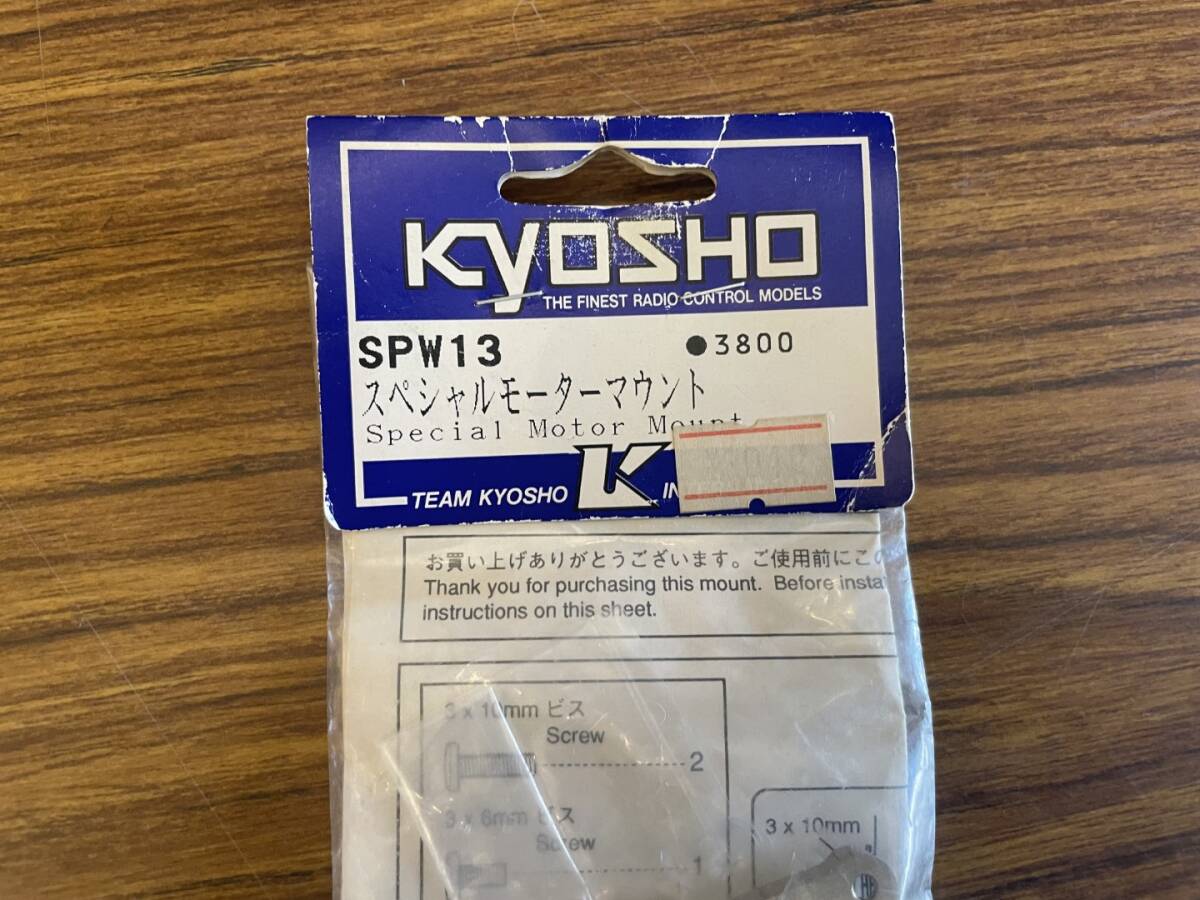 KYOSHO
THE FINEST RADIO CONTROL MODELS
SPW13 ●3800
スペシャルモーターマウント
Special Motor Mount
TEAM KYOSHO K IN
お買い上げありがとうございます。ご使用前にこの
Thank you for purchasing this mount. Before insta
instructions on this sheet.
3 x 10mm ビス
Screw
2
3 x 6mm ビス
Screw
1
3 x 10mm